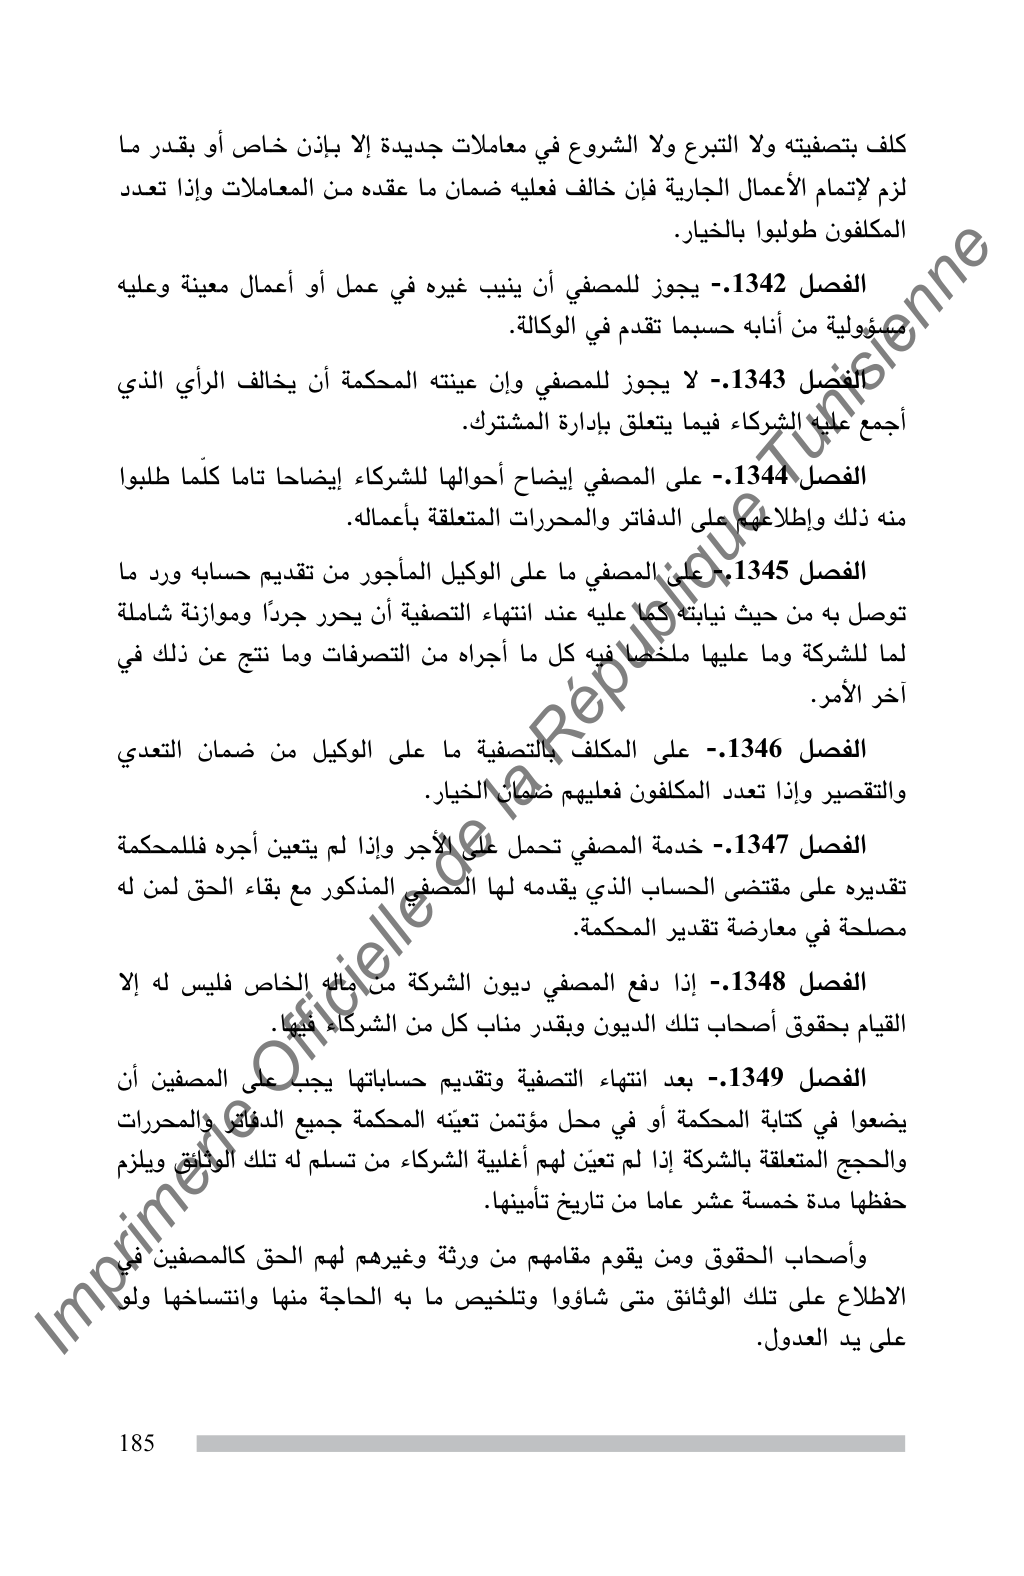 كلف بتصفيته ولا التبرع ولا الشروع في معاملات جديدة إلا بإذن خاص أو بقدر ما
لزم لإتمام الأعمال الجارية فإن خالف فعليه ضمان ما عقده من المعاملات وإذا تعدد
المكلفون طولبوا بالخيار.
الفصل 1342.- يجوز للمصفي أن ينيب غيره في عمل أو أعمال معينة وعليه
مسؤولية من أنابه حسبما تقدم في الوكالة.
الفصل 1343.- لا يجوز للمصفي وإن عينته المحكمة أن يخالف الرأي الذي
أجمع عليه الشركاء فيما يتعلق بإدارة المشترك.
الفصل 1344.- على المصفي إيضاح أحوالها للشركاء إيضاحا تاما كلّما طلبوا
منه ذلك وإطلاعهم على الدفاتر والمحررات المتعلقة بأعماله.
الفصل 1345.- على المصفي ما على الوكيل المأجور من تقديم حسابه ورد ما
توصل به من حيث نيابته كما عليه عند انتهاء التصفية أن يحرر جردًا وموازنة شاملة
لما للشركة وما عليها ملخصا فيه كل ما أجراه من التصرفات وما نتج عن ذلك في
آخر الأمر.
الفصل 1346.- على المكلف بالتصفية ما على الوكيل من ضمان التعدي
والتقصير وإذا تعدد المكلفون فعليهم ضمان الخيار.
الفصل 1347.- خدمة المصفي تحمل على الأجر وإذا لم يتعين أجره فللمحكمة
تقديره على مقتضى الحساب الذي يقدمه لها المصفي المذكور مع بقاء الحق لمن له
مصلحة في معارضة تقدير المحكمة.
الفصل 1348.- إذا دفع المصفي ديون الشركة من ماله الخاص فليس له إلا
القيام بحقوق أصحاب تلك الديون وبقدر مناب كل من الشركاء فيها.
الفصل 1349.- بعد انتهاء التصفية وتقديم حساباتها يجب على المصفين أن
يضعوا في كتابة المحكمة أو في محل مؤتمن تعيّنه المحكمة جميع الدفاتر والمحررات
والحجج المتعلقة بالشركة إذا لم تعيّن لهم أغلبية الشركاء من تسلم له تلك الوثائق ويلزم
حفظها مدة خمسة عشر عاما من تاريخ تأمينها.
وأصحاب الحقوق ومن يقوم مقامهم من ورثة وغيرهم لهم الحق كالمصفين في
الاطلاع على تلك الوثائق متى شاؤوا وتلخيص ما به الحاجة منها وانتساخها ولو
على يد العدول.
185
Imprimerie Officielle de la République Tunisienne